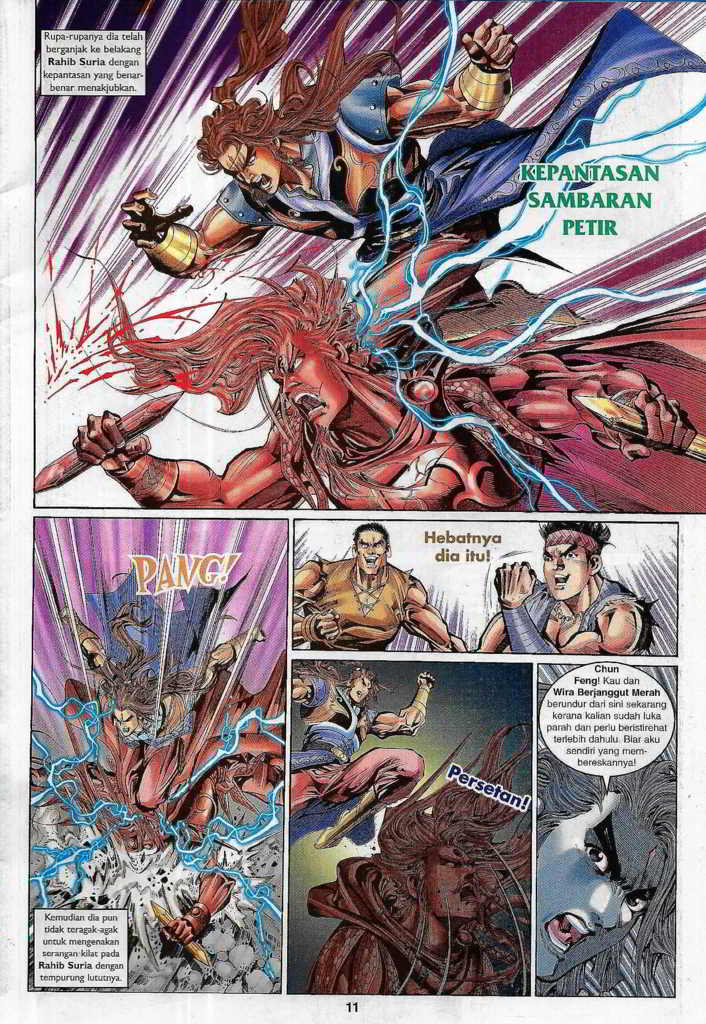 Rupa-rupanya dia telah
berganjak ke belakang
Rahib Suria dengan
kepantasan yang benar-
benar menakjubkan.
KEPANTASAN
SAMBARAN
PETIR
PANG!
Hebatnya
dia itu!
Persetan!
Chun
Feng! Kau dan
Wira Berjanggut Merah
berundur dari sini sekarang
kerana kalian sudah luka
parah dan perlu beristirehat
terlebih dahulu. Biar aku
sendiri yang mem-
bereskannya!
Kemudian dia pun
tidak teragak-agak
untuk mengenakan
serangan kilat pada
Rahib Suria dengan
tempurung lututnya.
11